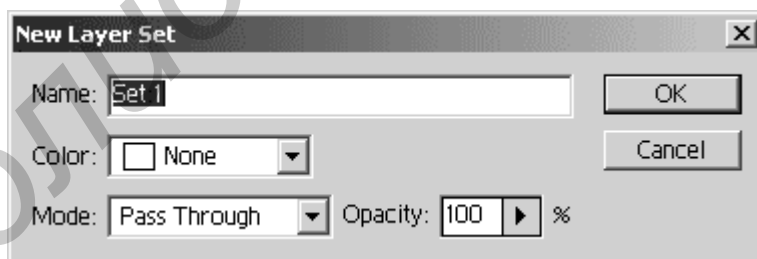 New Layer Set
Name: Set 1
OK
Color: None
Cancel
Mode: Pass Through Opacity: 100 %